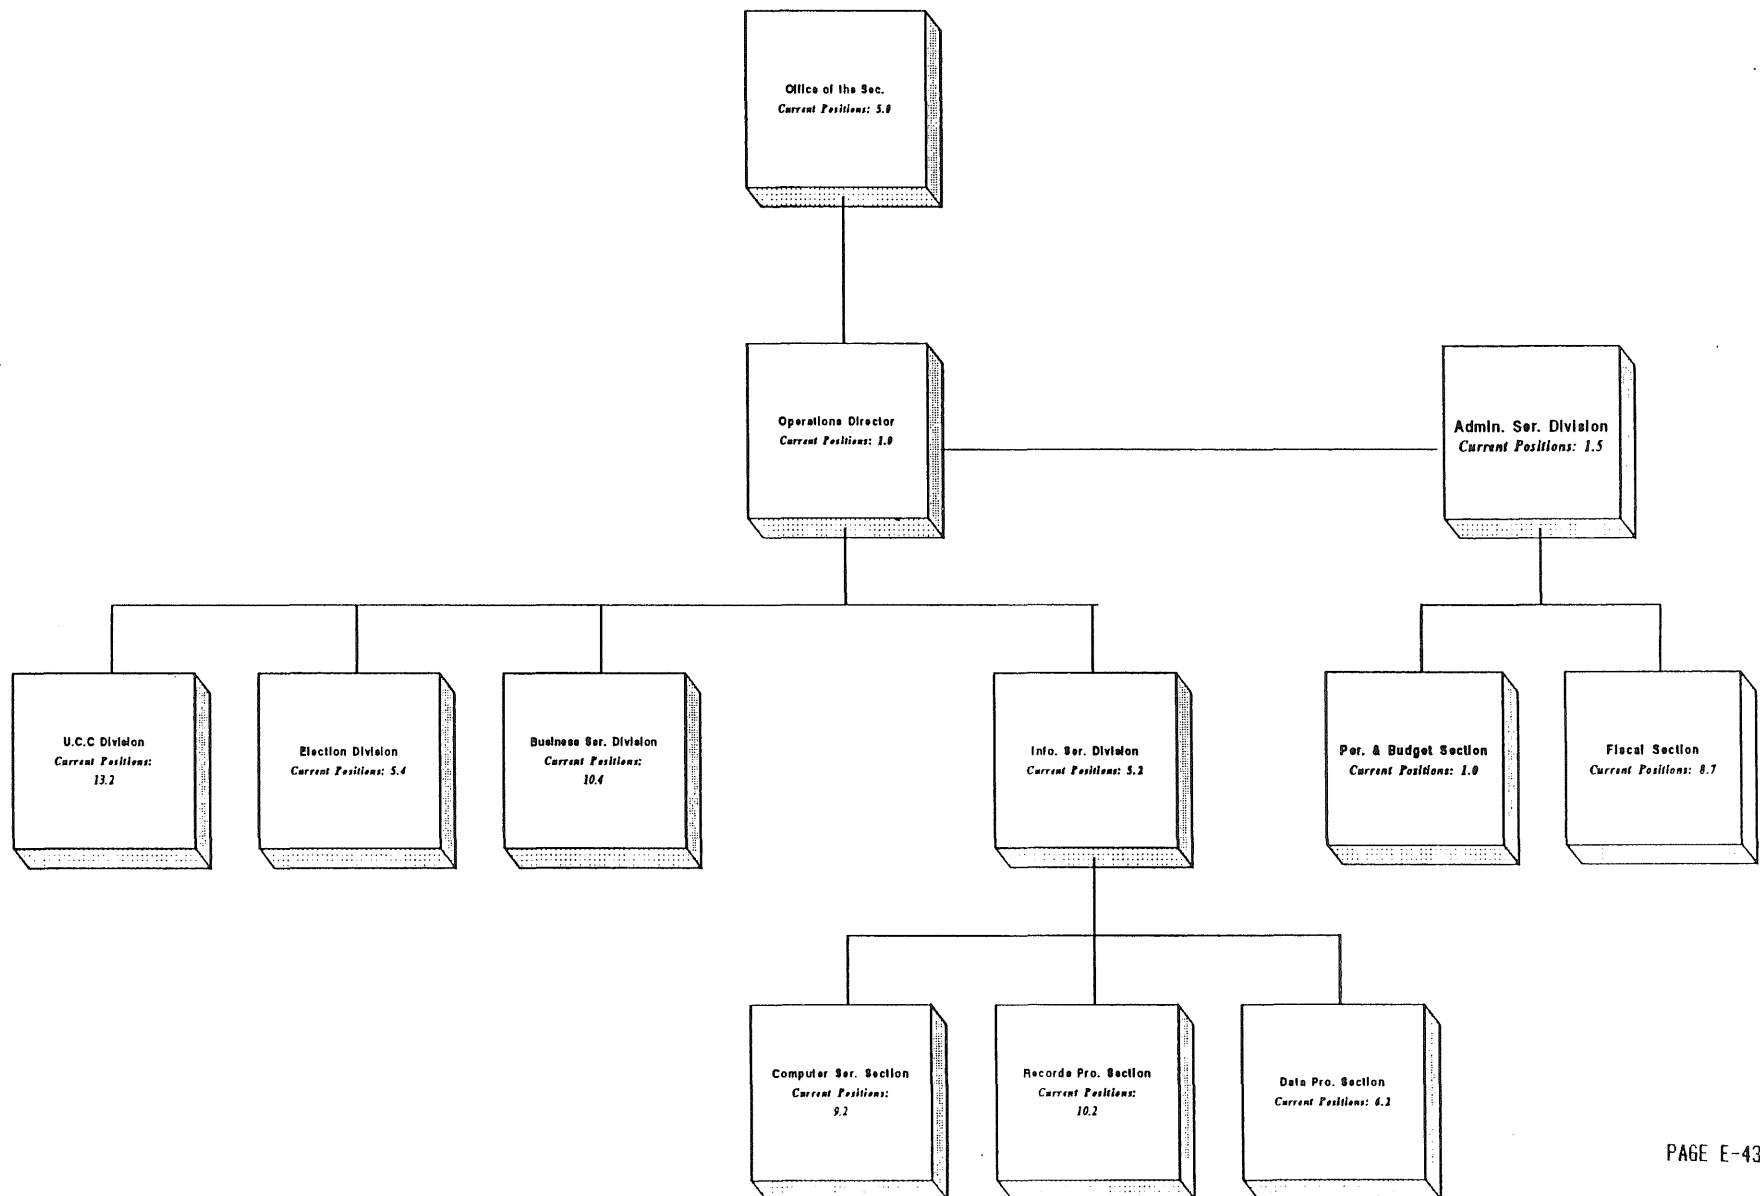 Office of the Sec.
Current Positions: 5.0
Operations Director
Current Positions: 1.0
Admin. Ser. Division
Current Positions: 1.5
U.C.C Division
Current Positions:
13.2
Election Division
Current Positions: 5.4
Business Ser. Division
Current Positions:
10.4
Info. Ser. Division
Current Positions: 5.2
Per. & Budget Section
Current Positions: 1.0
Fiscal Section
Current Positions: 8.7
Computer Ser. Section
Current Positions:
9.2
Records Pro. Section
Current Positions:
10.2
Data Pro. Section
Current Positions: 6.2
PAGE E-43